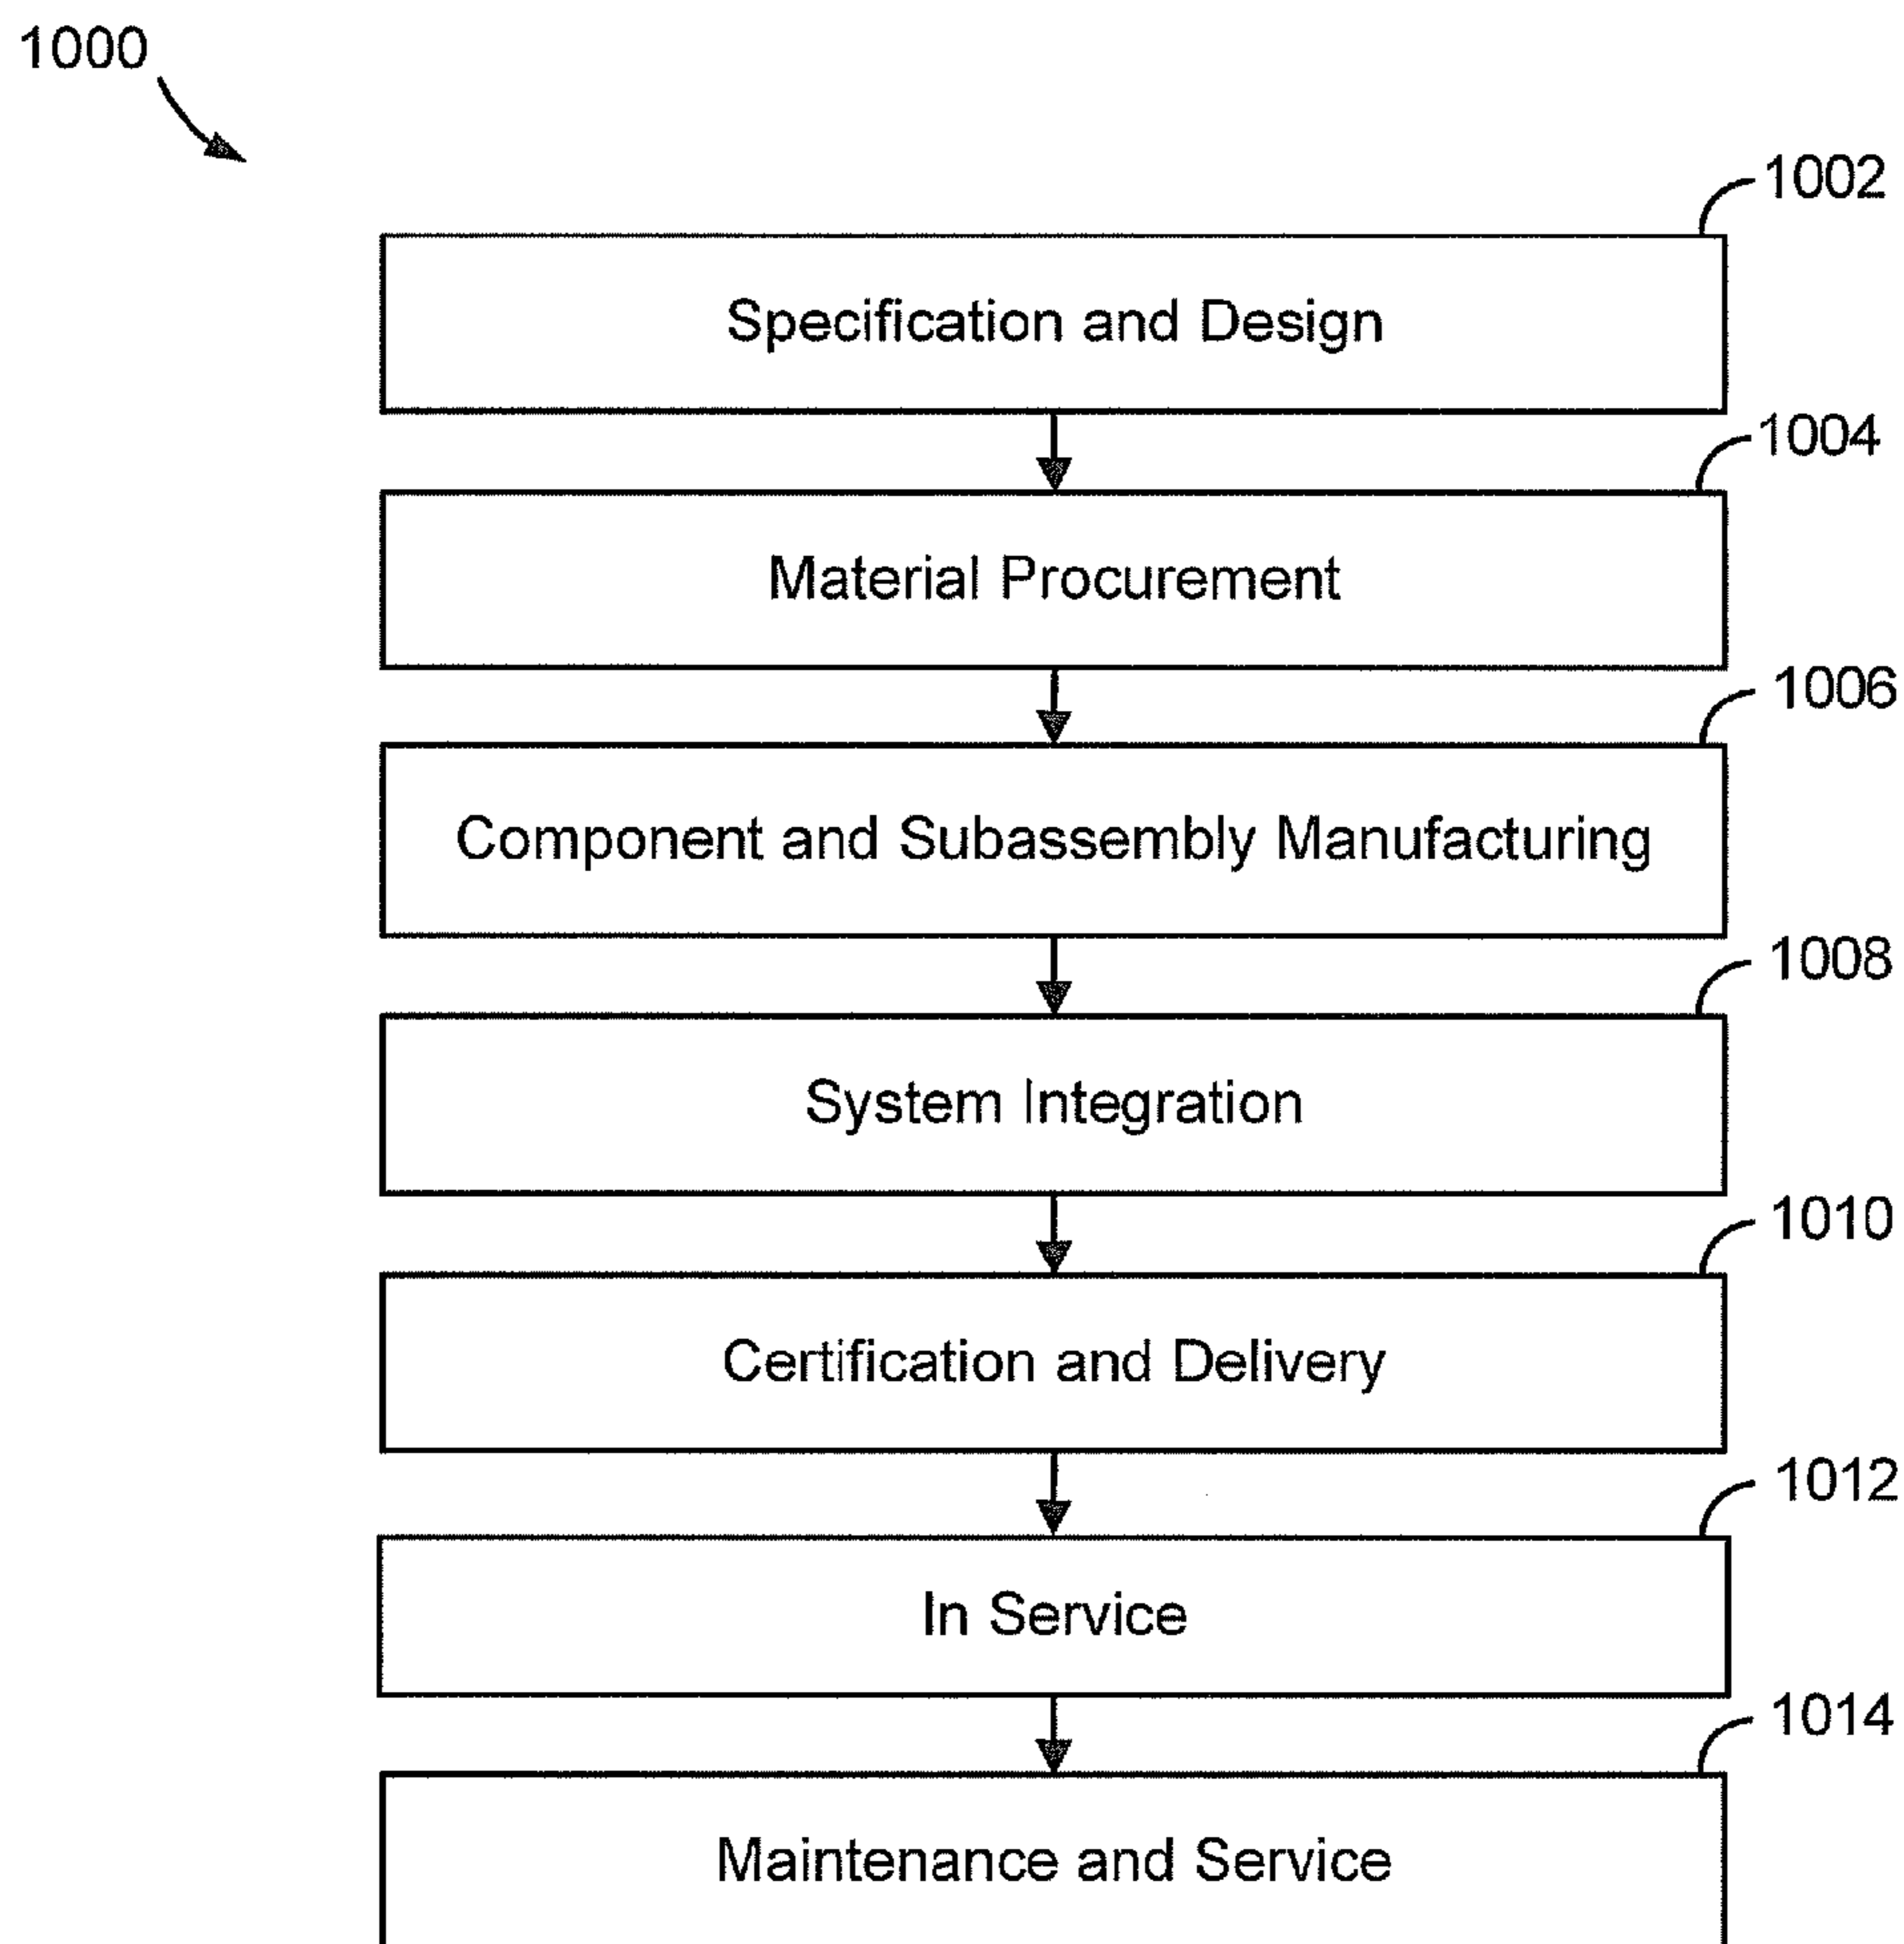 1000
1002
Specification and Design
1004
Material Procurement
1006
Component and Subassembly Manufacturing
1008
System Integration
1010
Certification and Delivery
1012
In Service
1014
Maintenance and Service